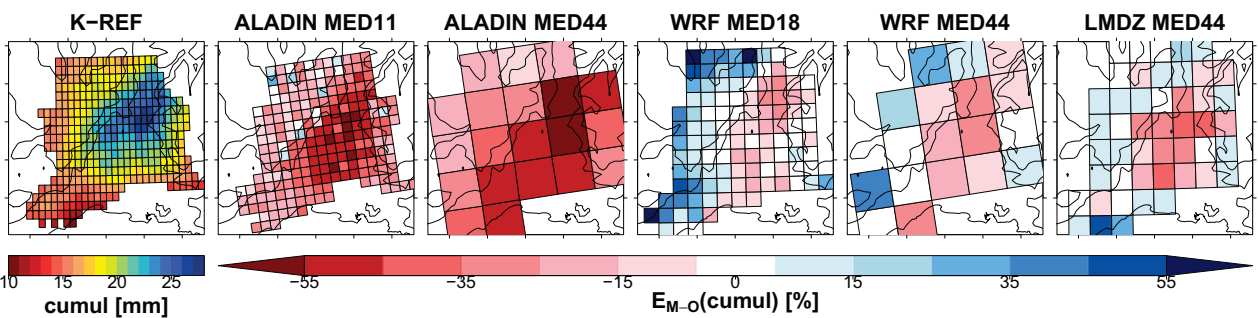 K-REF ALADIN MED11 ALADIN MED44 WRF MED18 WRF MED44 LMDZ MED44
10 15 20 25 −55 −35 −15 0 15 35 55
cumul [mm] E_M−O(cumul) [%]